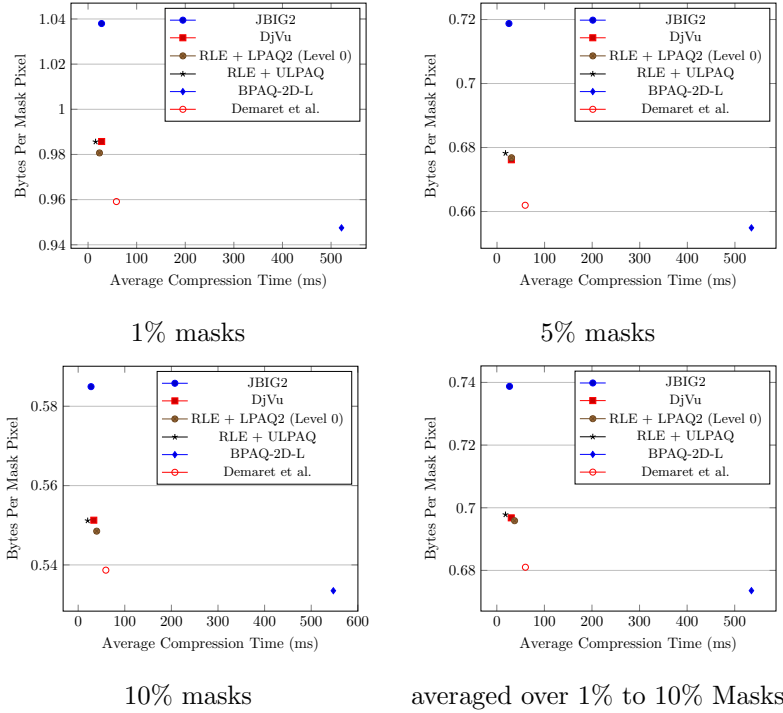 1.04
1.02
1
0.98
0.96
0.94
Bytes Per Mask Pixel
JBIG2
DjVu
RLE + LPAQ2 (Level 0)
RLE + ULPAQ
BPAQ-2D-L
Demaret et al.
0 100 200 300 400 500
Average Compression Time (ms)
1% masks
0.72
0.7
0.68
0.66
Bytes Per Mask Pixel
JBIG2
DjVu
RLE + LPAQ2 (Level 0)
RLE + ULPAQ
BPAQ-2D-L
Demaret et al.
0 100 200 300 400 500
Average Compression Time (ms)
5% masks
0.58
0.56
0.54
Bytes Per Mask Pixel
JBIG2
DjVu
RLE + LPAQ2 (Level 0)
RLE + ULPAQ
BPAQ-2D-L
Demaret et al.
0 100 200 300 400 500 600
Average Compression Time (ms)
10% masks
0.74
0.72
0.7
0.68
Bytes Per Mask Pixel
JBIG2
DjVu
RLE + LPAQ2 (Level 0)
RLE + ULPAQ
BPAQ-2D-L
Demaret et al.
0 100 200 300 400 500
Average Compression Time (ms)
averaged over 1% to 10% Masks